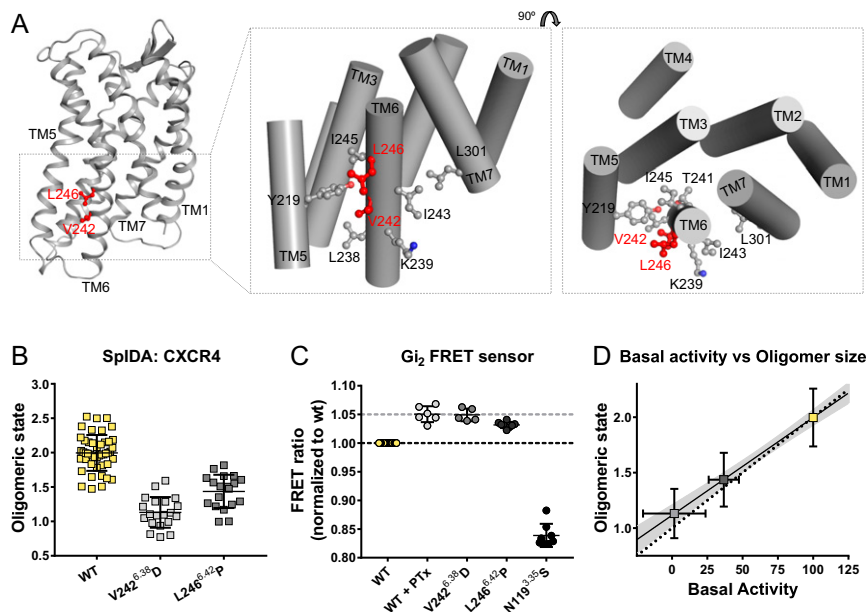 A
90°
TM5
L246
V242
TM7
TM1
TM6
TM3
TM1
TM6
I245
L246
L301
TM7
Y219
V242
I243
L238
TM5
K239
TM4
TM3
TM2
TM5
I245
T241
TM7
TM1
Y219
V242
TM6
L301
L246
I243
K239
B
SpIDA: CXCR4
Oligomeric state
2.5
2.0
1.5
1.0
0.5
WT
V242^6.38D
L246^6.42P
C
Gi2 FRET sensor
FRET ratio
(normalized to wt)
1.10
1.05
1.00
0.95
0.90
0.85
0.80
WT
WT + PTx
V242^6.38D
L246^6.42P
N119^3.35S
D
Basal activity vs Oligomer size
Oligomeric state
2.0
1.5
1.0
0
25
50
75
100
125
Basal Activity